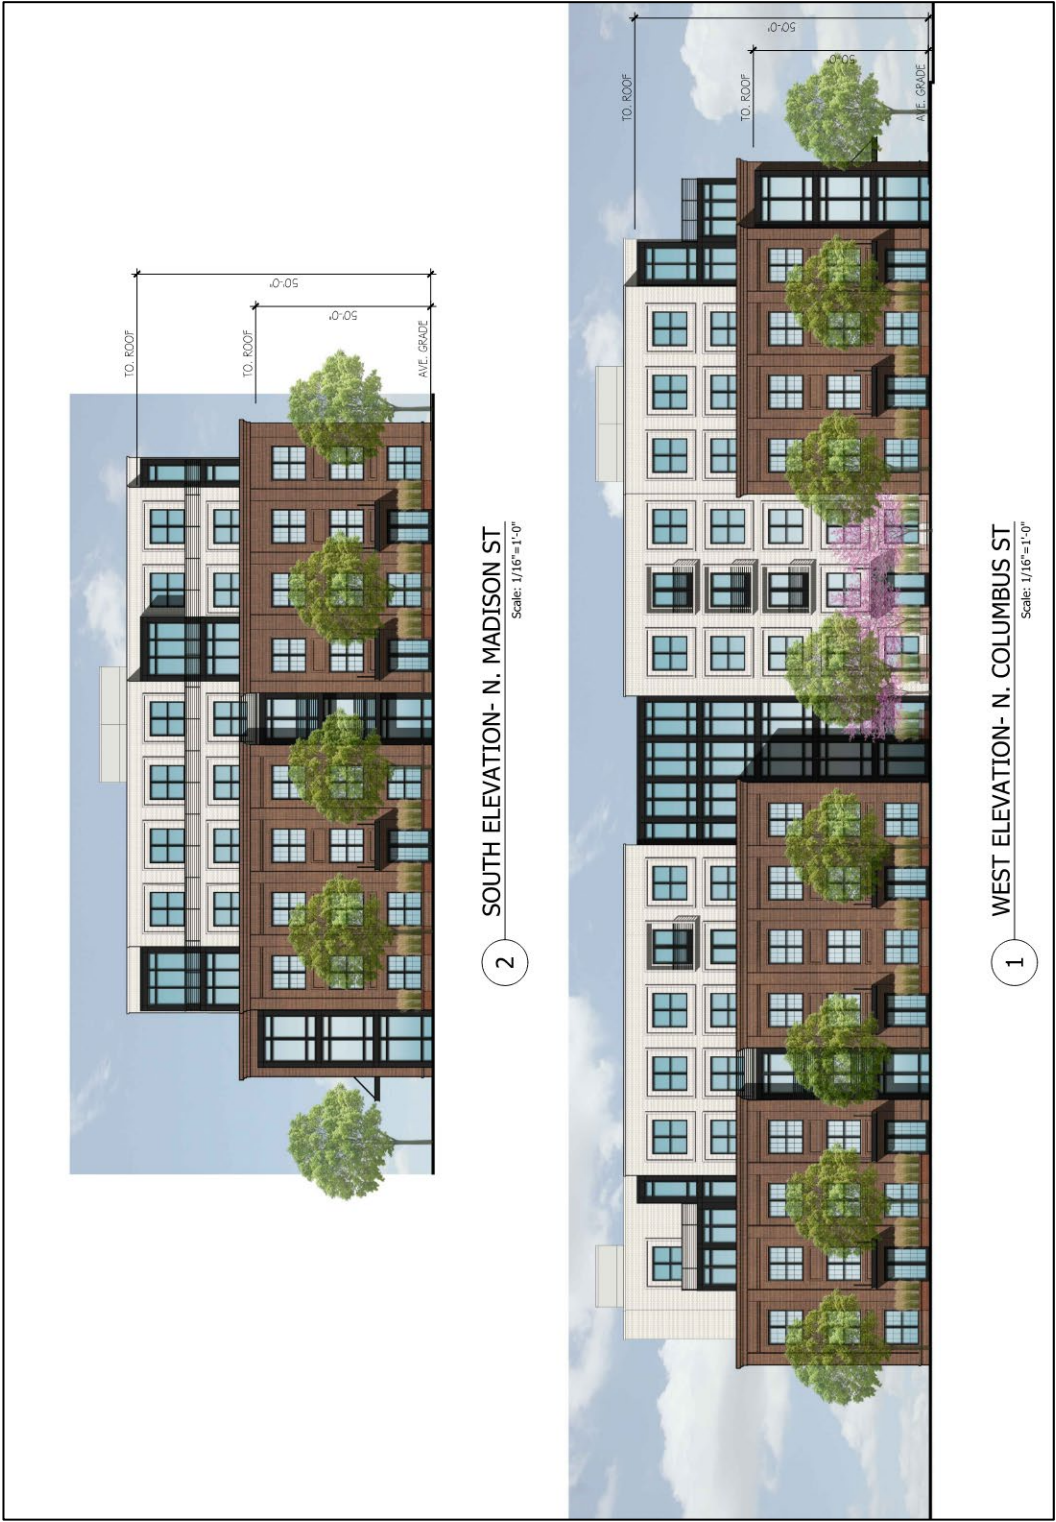 TO. ROOF
TO. ROOF
AVE. GRADE
50'-0"
50'-0"
2
SOUTH ELEVATION- N. MADISON ST
Scale: 1/16"=1'-0"
TO. ROOF
TO. ROOF
AVE. GRADE
50'-0"
50'-0"
1
WEST ELEVATION- N. COLUMBUS ST
Scale: 1/16"=1'-0"